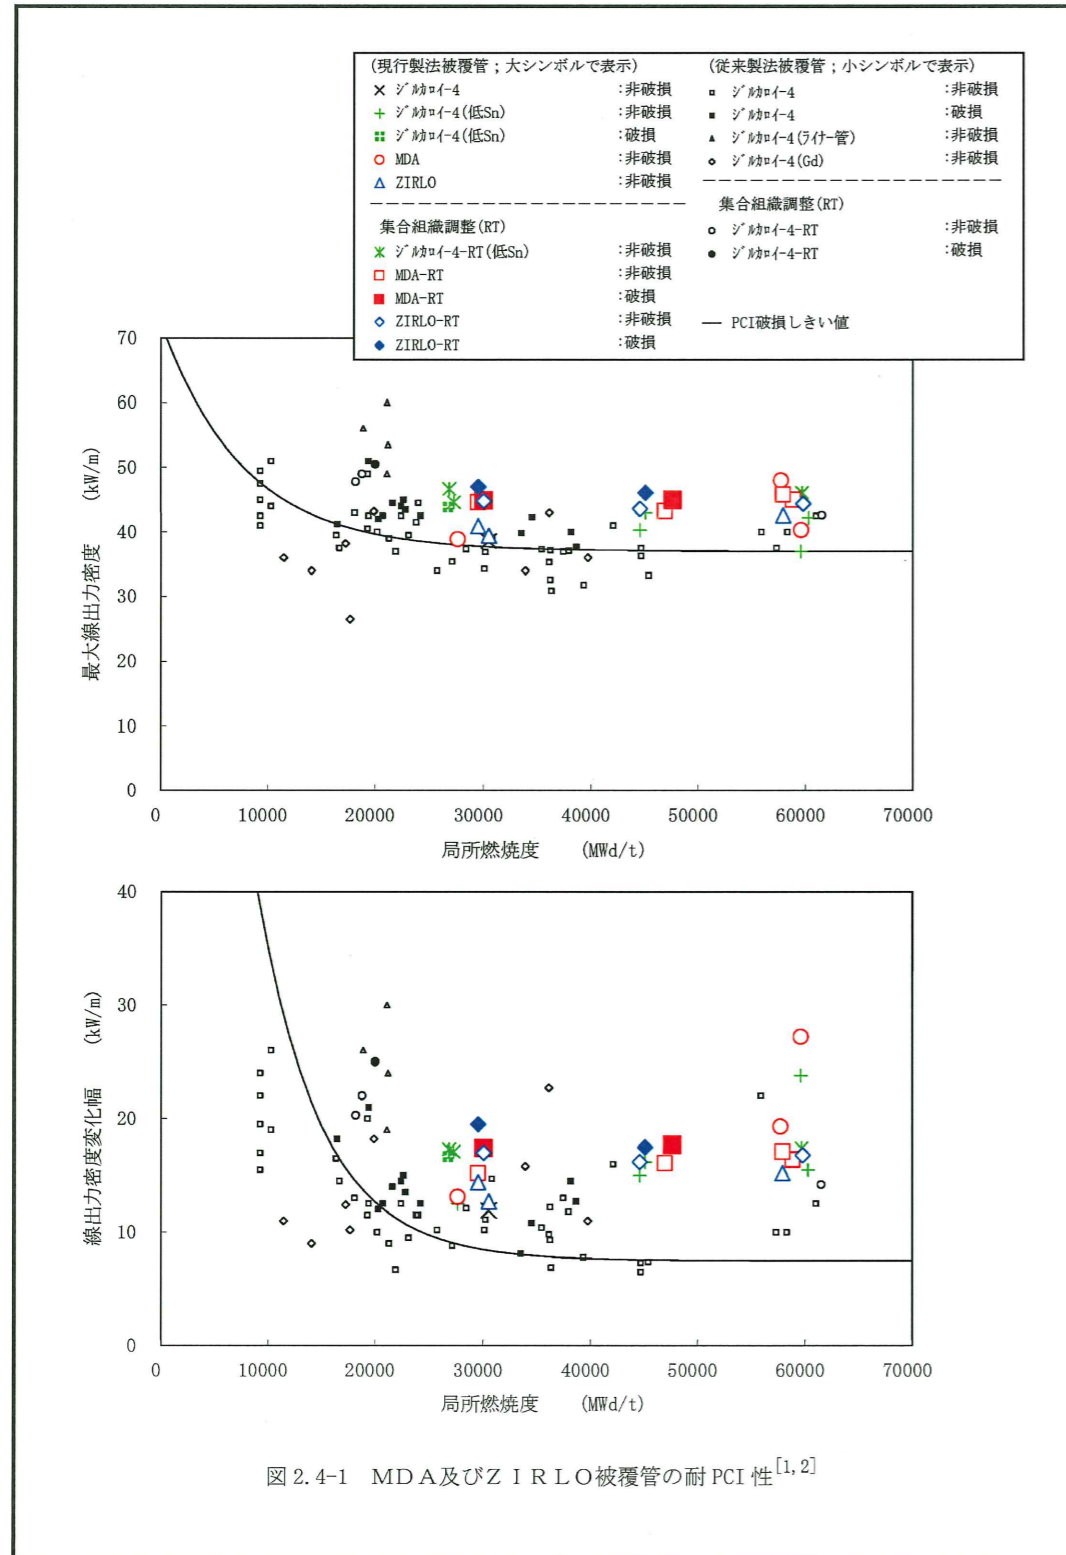 (現行製法被覆管；大シンボルで表示)
ジルカロイ-4 :非破損
ジルカロイ-4(低Sn) :非破損
ジルカロイ-4(低Sn) :破損
MDA :非破損
ZIRLO :非破損
集合組織調整(RT)
ジルカロイ-4-RT(低Sn) :非破損
MDA-RT :非破損
MDA-RT :破損
ZIRLO-RT :非破損
ZIRLO-RT :破損
(従来製法被覆管；小シンボルで表示)
ジルカロイ-4 :非破損
ジルカロイ-4 :破損
ジルカロイ-4(ライナー管) :非破損
ジルカロイ-4(Gd) :非破損
集合組織調整(RT)
ジルカロイ-4-RT :非破損
ジルカロイ-4-RT :破損
PCI破損しきい値
70
60
50
40
30
20
10
0
最大線出力密度 (kW/m)
0 10000 20000 30000 40000 50000 60000 70000
局所燃焼度 (MWd/t)
40
30
20
10
0
線出力密度変化幅 (kW/m)
0 10000 20000 30000 40000 50000 60000 70000
局所燃焼度 (MWd/t)
図 2.4-1 MDA及びZIRLO被覆管の耐PCI性[1,2]